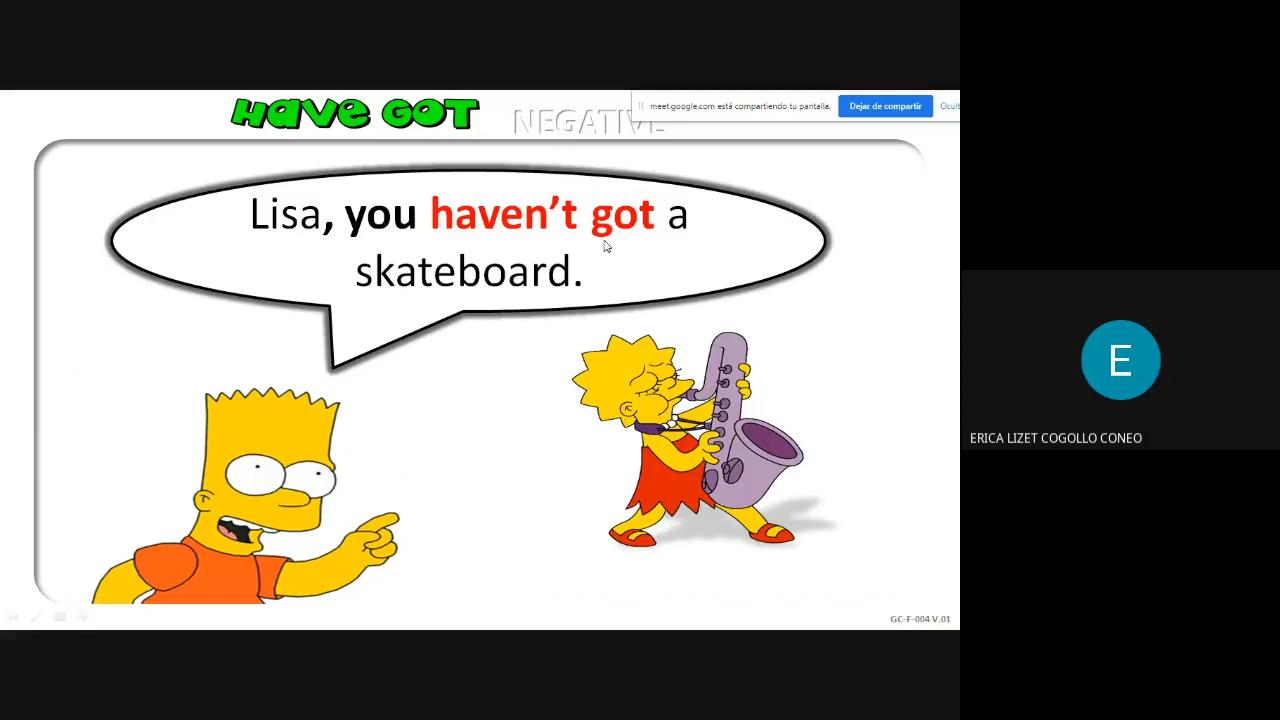 HAVE GOT
NEGATIVE
meet.google.com está compartiendo tu pantalla.
Dejar de compartir
Ocult
Lisa, you haven't got a
skateboard.
E
ERICA LIZET COGOLLO CONEO
GC-F-004 V.01